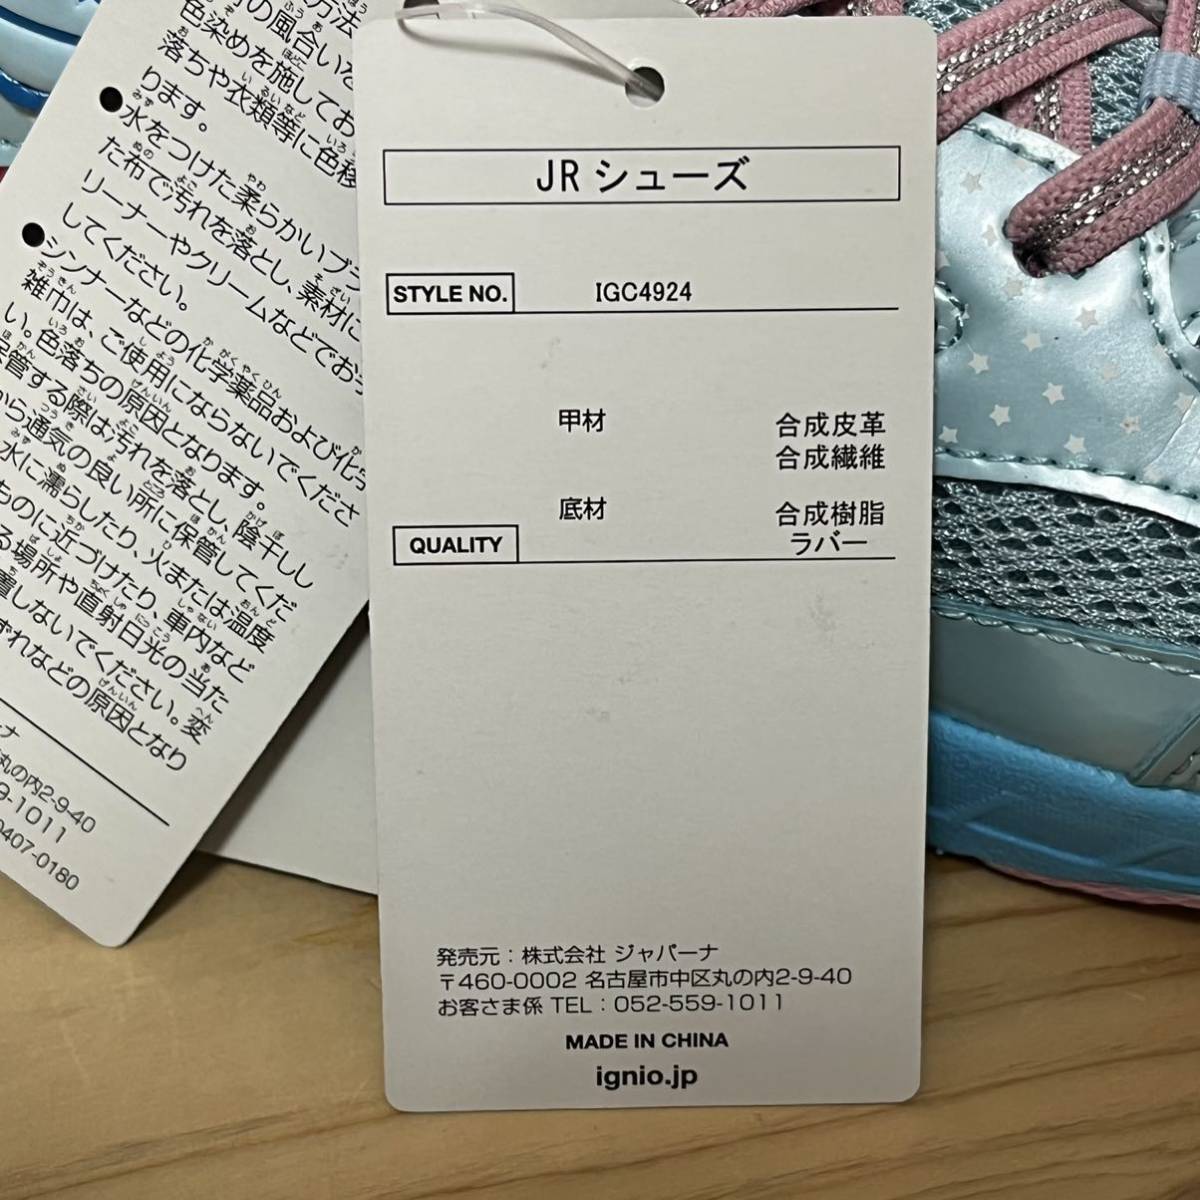 JR シューズ
STYLE NO. IGC4924
甲材 合成皮革
合成繊維
底材 合成樹脂
QUALITY ラバー
発売元：株式会社 ジャパーナ
〒460-0002 名古屋市中区丸の内2-9-40
お客さま係 TEL：052-559-1011
MADE IN CHINA
ignio.jp
の風合いを
色染めを施してお
落ちや衣類等に色移
ります。
●水をつけた柔らかいブラ
た布で汚れを落とし、素材に
リーナーやクリームなどでお
してください。
●シンナーなどの化学薬品および化
雑巾は、ご使用にならないでくださ
い。色落ちの原因となります。
保管する際は汚れを落とし、陰干しし
から通気の良い所に保管してくだ
水に濡らしたり、火または温度
ものに近づけたり、車内など
る場所や直射日光の当た
置しないでください。変
ずれなどの原因となり
ーナ
丸の内2-9-40
9-1011
0407-0180